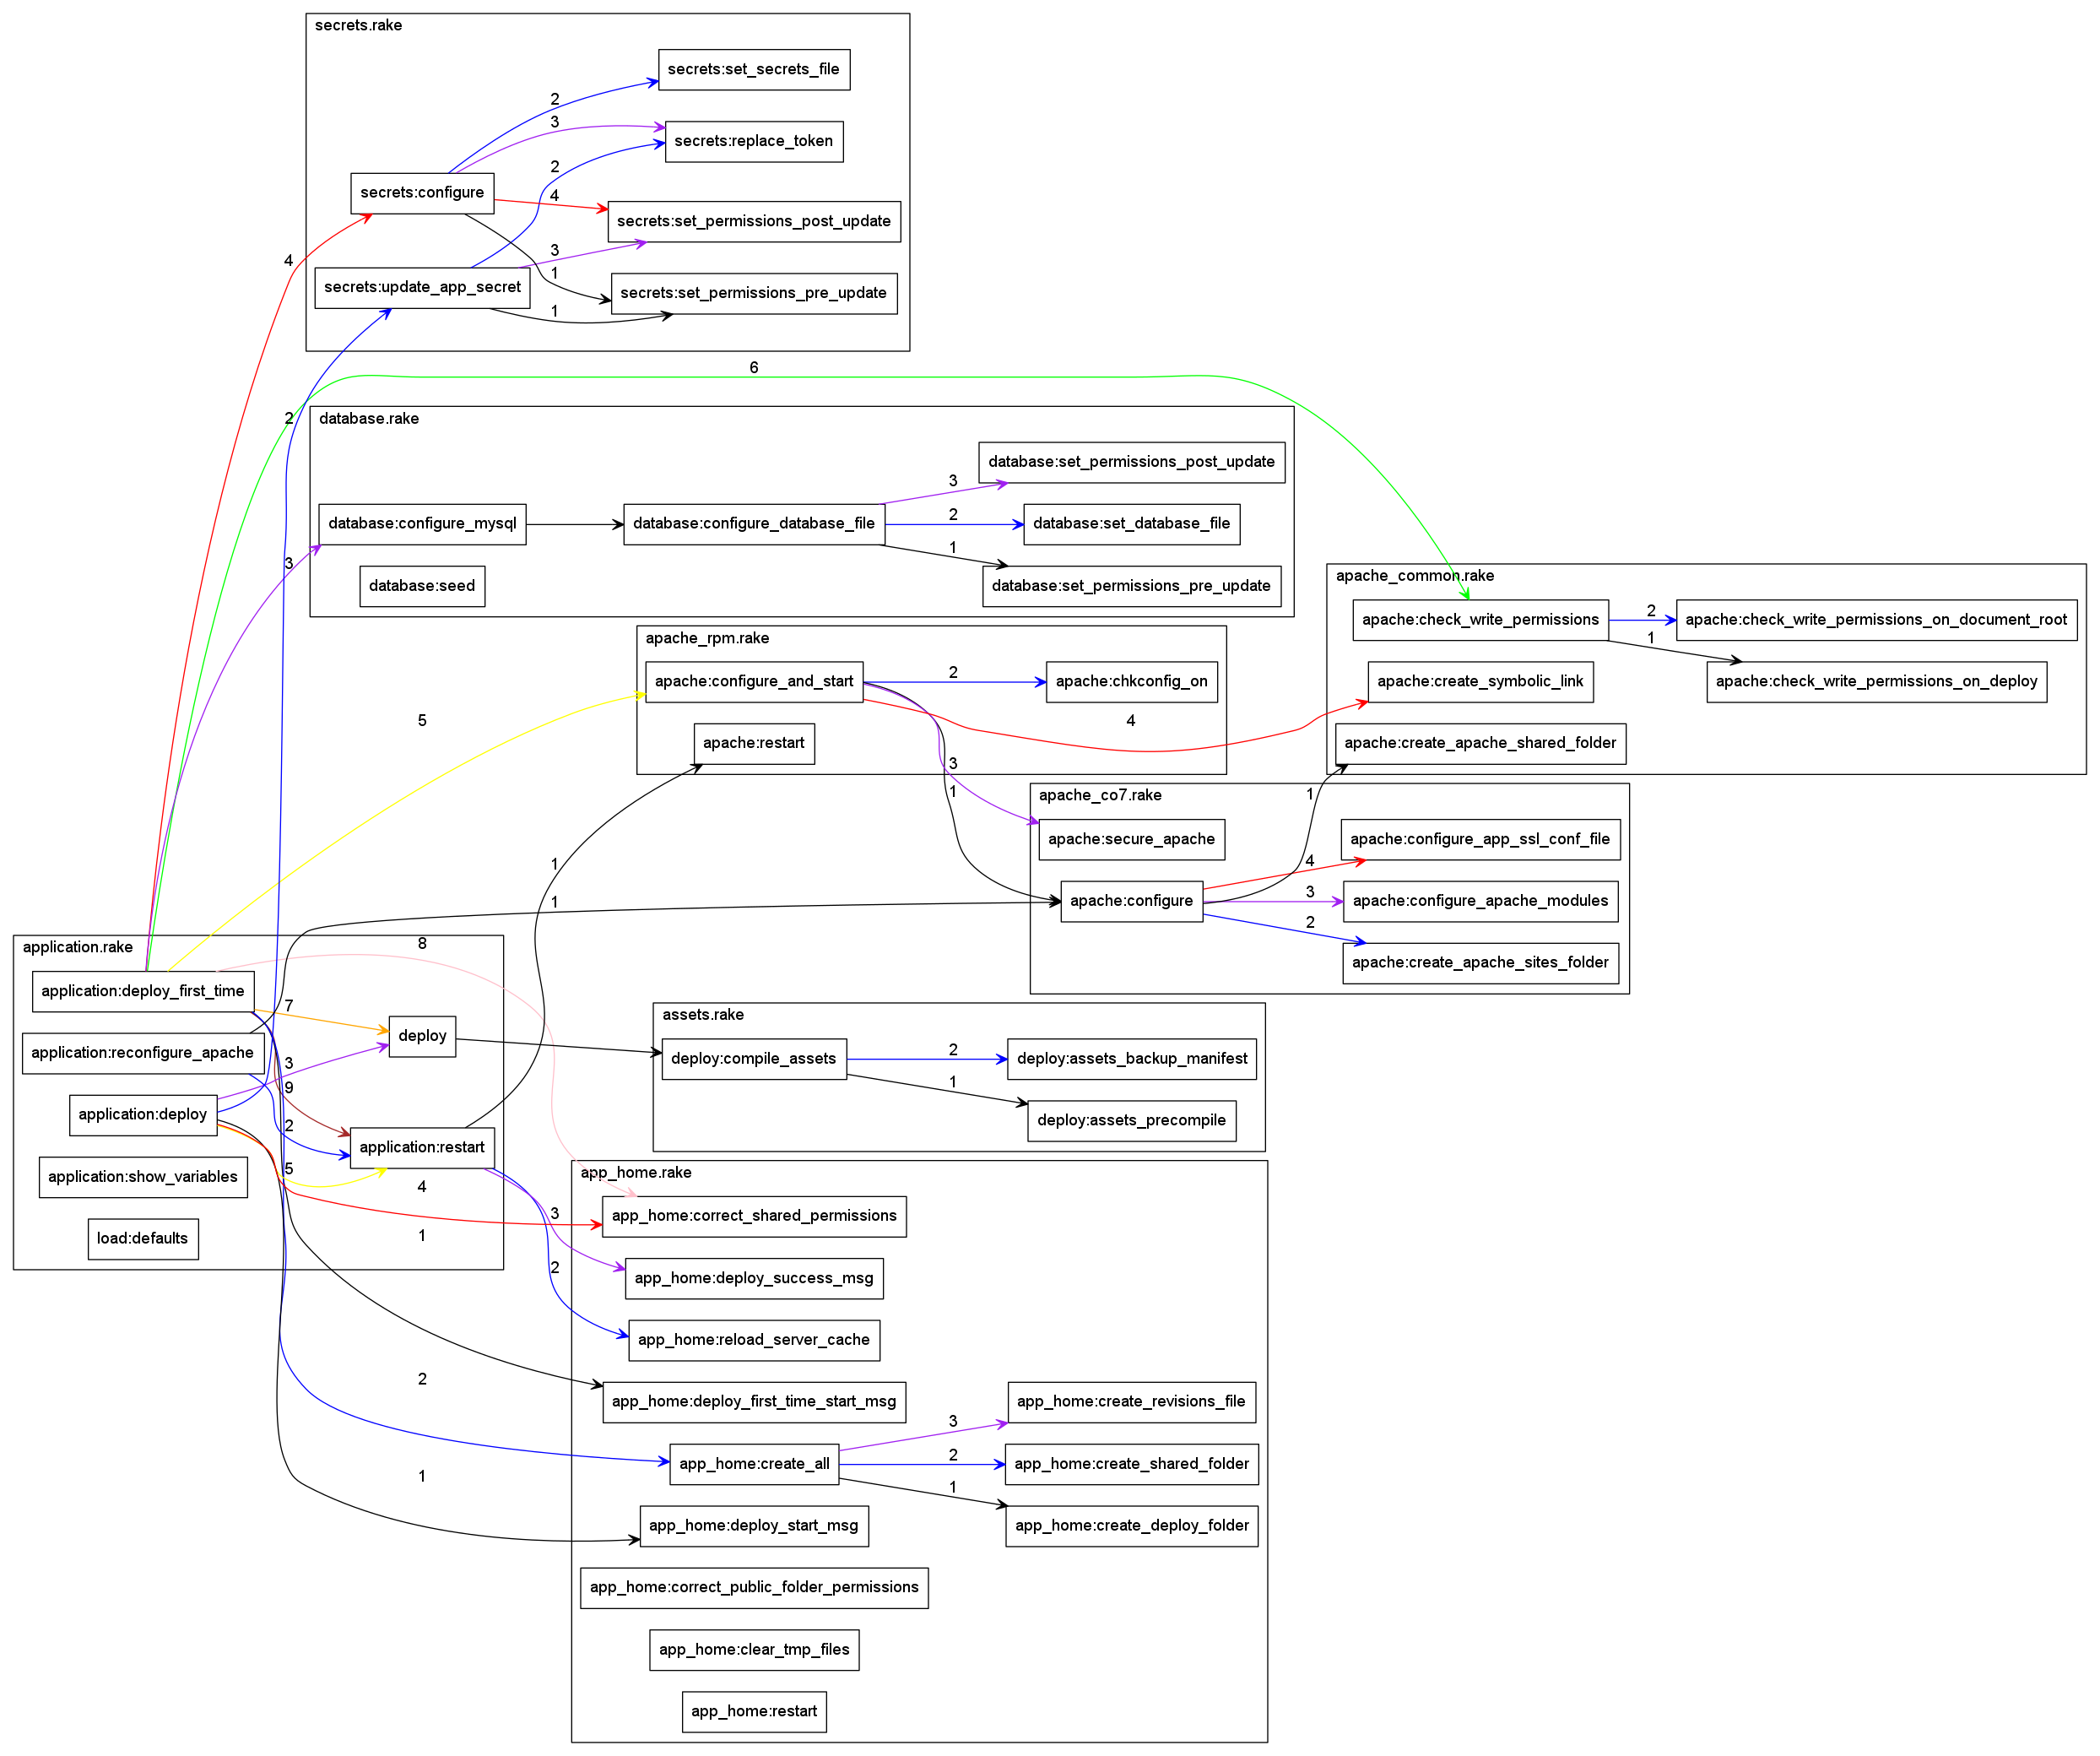 secrets.rake
secrets:set_secrets_file
2
3
secrets:replace_token
2
secrets:configure
4
secrets:set_permissions_post_update
3
4
1
secrets:update_app_secret
secrets:set_permissions_pre_update
1
6
2
database.rake
database:set_permissions_post_update
3
database:configure_mysql
database:configure_database_file
2
database:set_database_file
1
3
database:seed
database:set_permissions_pre_update
apache_common.rake
apache:check_write_permissions
2
apache:check_write_permissions_on_document_root
1
apache:create_symbolic_link
apache:check_write_permissions_on_deploy
apache:create_apache_shared_folder
apache_rpm.rake
apache:configure_and_start
2
apache:chkconfig_on
5
4
apache:restart
3
1
apache_co7.rake
1
apache:secure_apache
apache:configure_app_ssl_conf_file
4
1
1
apache:configure
3
apache:configure_apache_modules
2
apache:create_apache_sites_folder
application.rake
8
application:deploy_first_time
7
deploy
application:reconfigure_apache
3
9
application:deploy
2
application:restart
5
application:show_variables
4
load:defaults
1
assets.rake
deploy:compile_assets
2
deploy:assets_backup_manifest
1
deploy:assets_precompile
app_home.rake
app_home:correct_shared_permissions
3
app_home:deploy_success_msg
2
app_home:reload_server_cache
2
app_home:deploy_first_time_start_msg
app_home:create_revisions_file
3
app_home:create_all
2
app_home:create_shared_folder
1
1
app_home:deploy_start_msg
app_home:create_deploy_folder
app_home:correct_public_folder_permissions
app_home:clear_tmp_files
app_home:restart